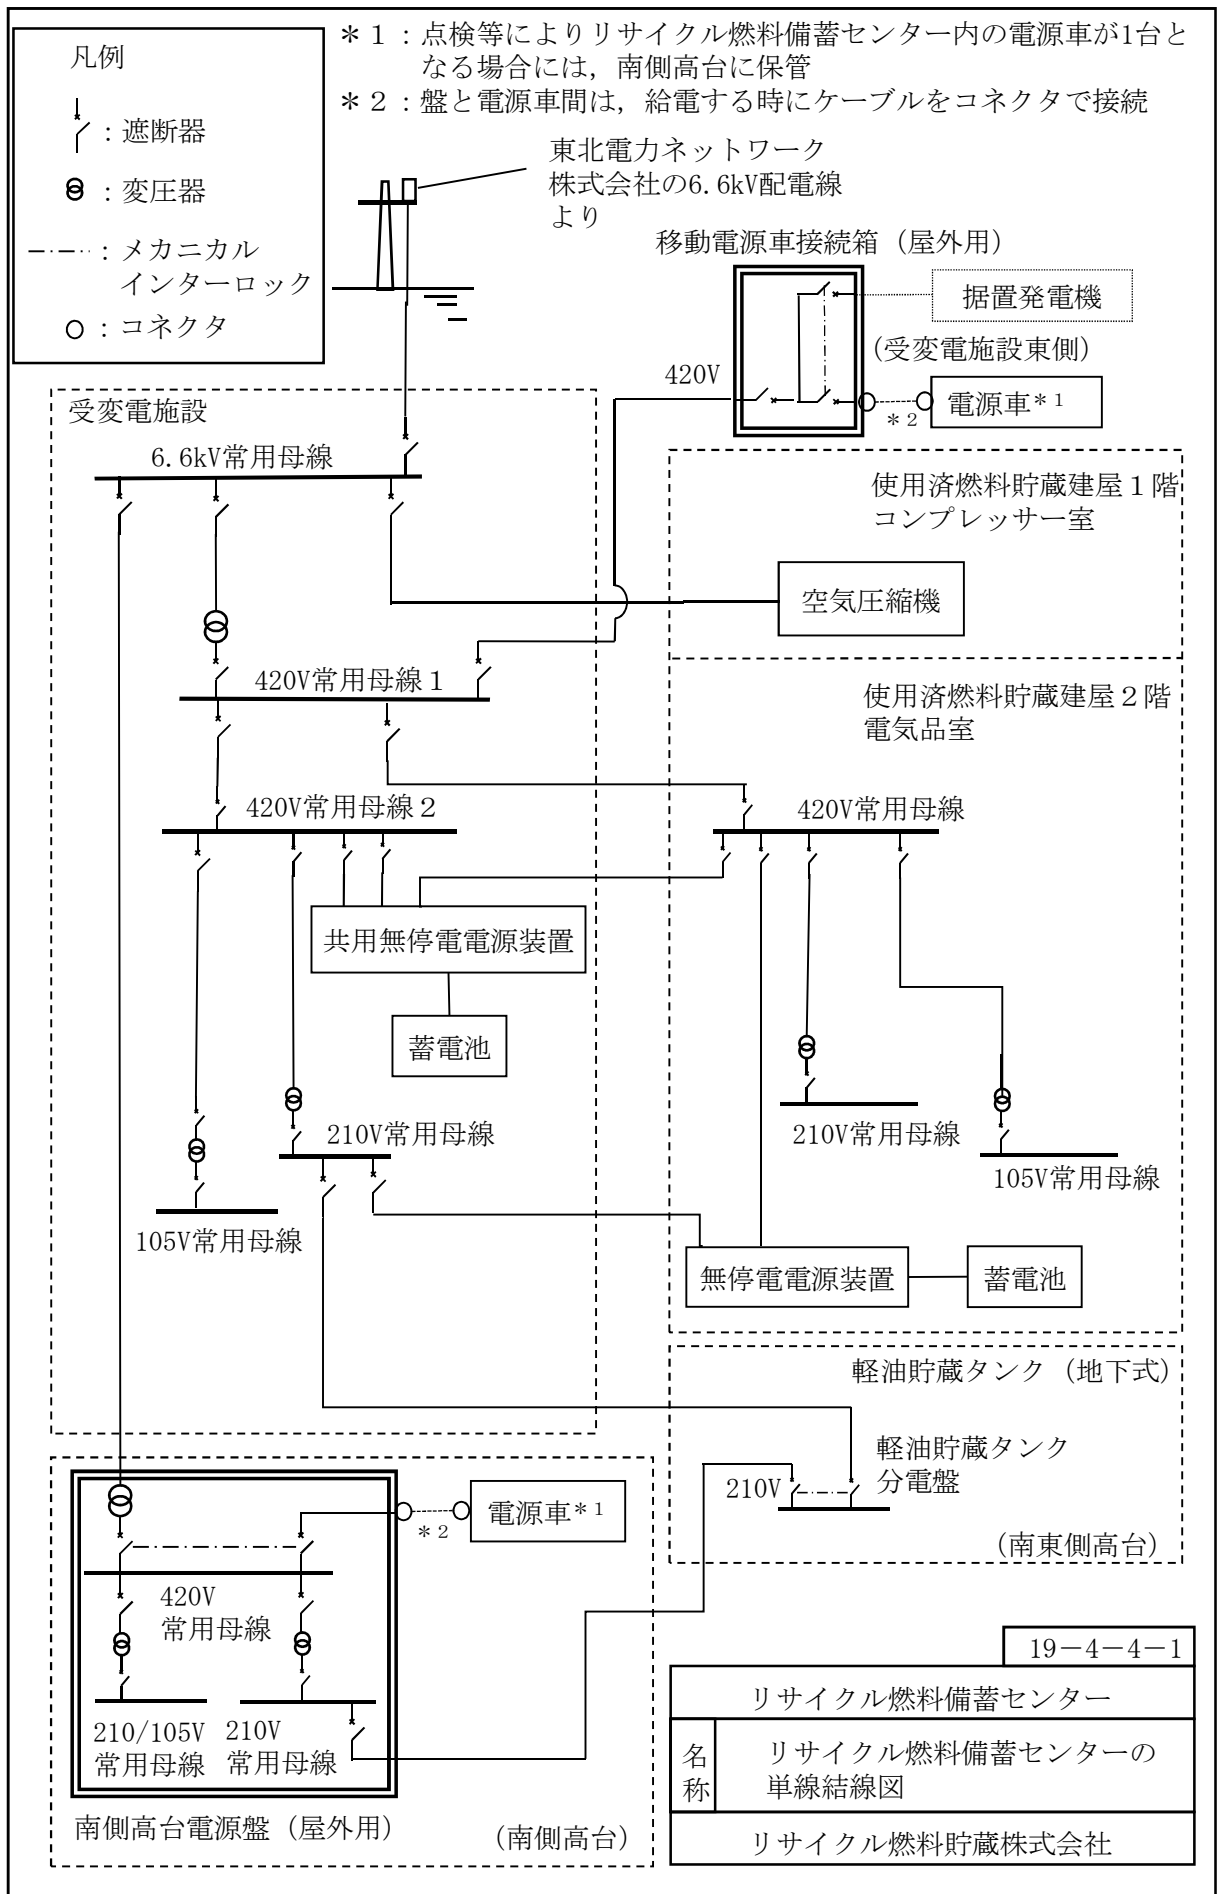 凡例
：遮断器
：変圧器
：メカニカル
インターロック
：コネクタ
＊１：点検等によりリサイクル燃料備蓄センター内の電源車が1台と
なる場合には，南側高台に保管
＊２：盤と電源車間は，給電する時にケーブルをコネクタで接続
東北電力ネットワーク
株式会社の6.6kV配電線
より
移動電源車接続箱（屋外用）
据置発電機
（受変電施設東側）
420V
電源車＊１
＊２
受変電施設
6.6kV常用母線
使用済燃料貯蔵建屋１階
コンプレッサー室
空気圧縮機
420V常用母線１
使用済燃料貯蔵建屋２階
電気品室
420V常用母線２
420V常用母線
共用無停電電源装置
蓄電池
210V常用母線
210V常用母線
105V常用母線
105V常用母線
無停電電源装置
蓄電池
軽油貯蔵タンク（地下式）
軽油貯蔵タンク
分電盤
210V
（南東側高台）
電源車＊１
＊２
420V
常用母線
210/105V
常用母線
210V
常用母線
南側高台電源盤（屋外用）
（南側高台）
19－4－4－1
リサイクル燃料備蓄センター
名称
リサイクル燃料備蓄センターの
単線結線図
リサイクル燃料貯蔵株式会社